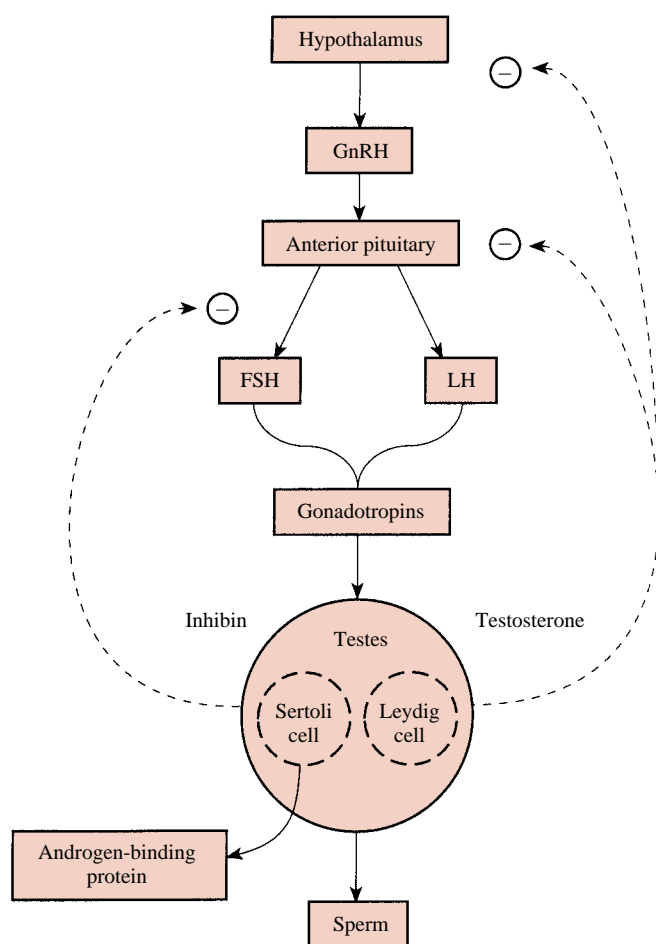 Hypothalamus
−
GnRH
Anterior pituitary
−
−
FSH
LH
Gonadotropins
Inhibin
Testosterone
Testes
Sertoli
cell
Leydig
cell
Androgen-binding
protein
Sperm